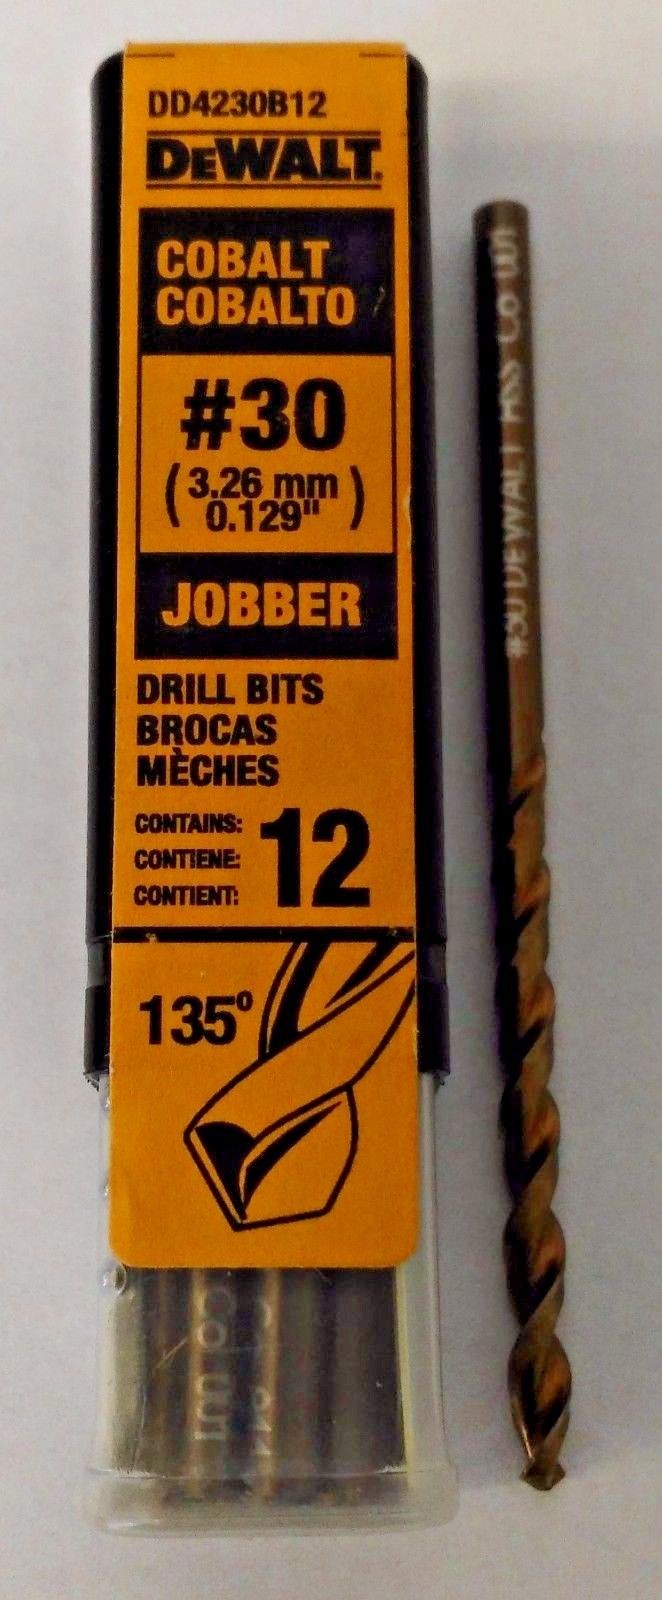 DD4230B12
DEWALT
COBALT
COBALTO
#30
(3.26 mm
0.129")
JOBBER
DRILL BITS
BROCAS
MÈCHES
CONTAINS:
CONTIENE: 12
CONTIENT:
135°
#30 DEWALT HSS CO
CO